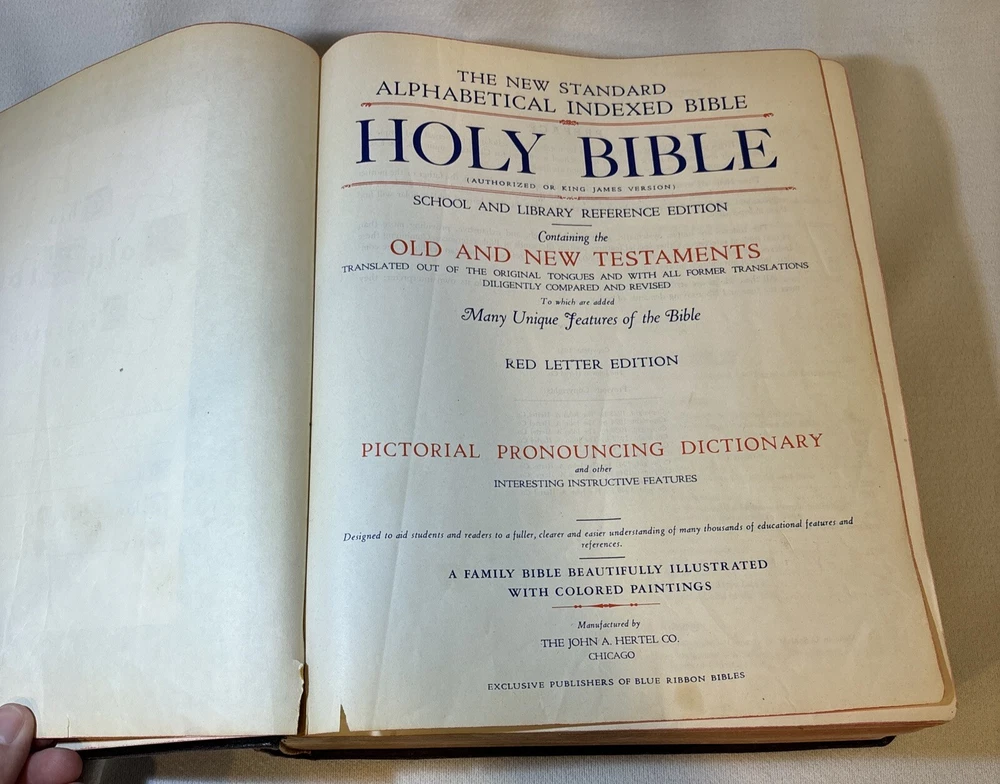 THE NEW STANDARD
ALPHABETICAL INDEXED BIBLE
HOLY BIBLE
(AUTHORIZED OR KING JAMES VERSION)
SCHOOL AND LIBRARY REFERENCE EDITION
Containing the
OLD AND NEW TESTAMENTS
TRANSLATED OUT OF THE ORIGINAL TONGUES AND WITH ALL FORMER TRANSLATIONS
DILIGENTLY COMPARED AND REVISED
To which are added
Many Unique Features of the Bible
RED LETTER EDITION
PICTORIAL PRONOUNCING DICTIONARY
and other
INTERESTING INSTRUCTIVE FEATURES
Designed to aid students and readers to a fuller, clearer and easier understanding of many thousands of educational features and
references.
A FAMILY BIBLE BEAUTIFULLY ILLUSTRATED
WITH COLORED PAINTINGS
Manufactured by
THE JOHN A. HERTEL CO.
CHICAGO
EXCLUSIVE PUBLISHERS OF BLUE RIBBON BIBLES